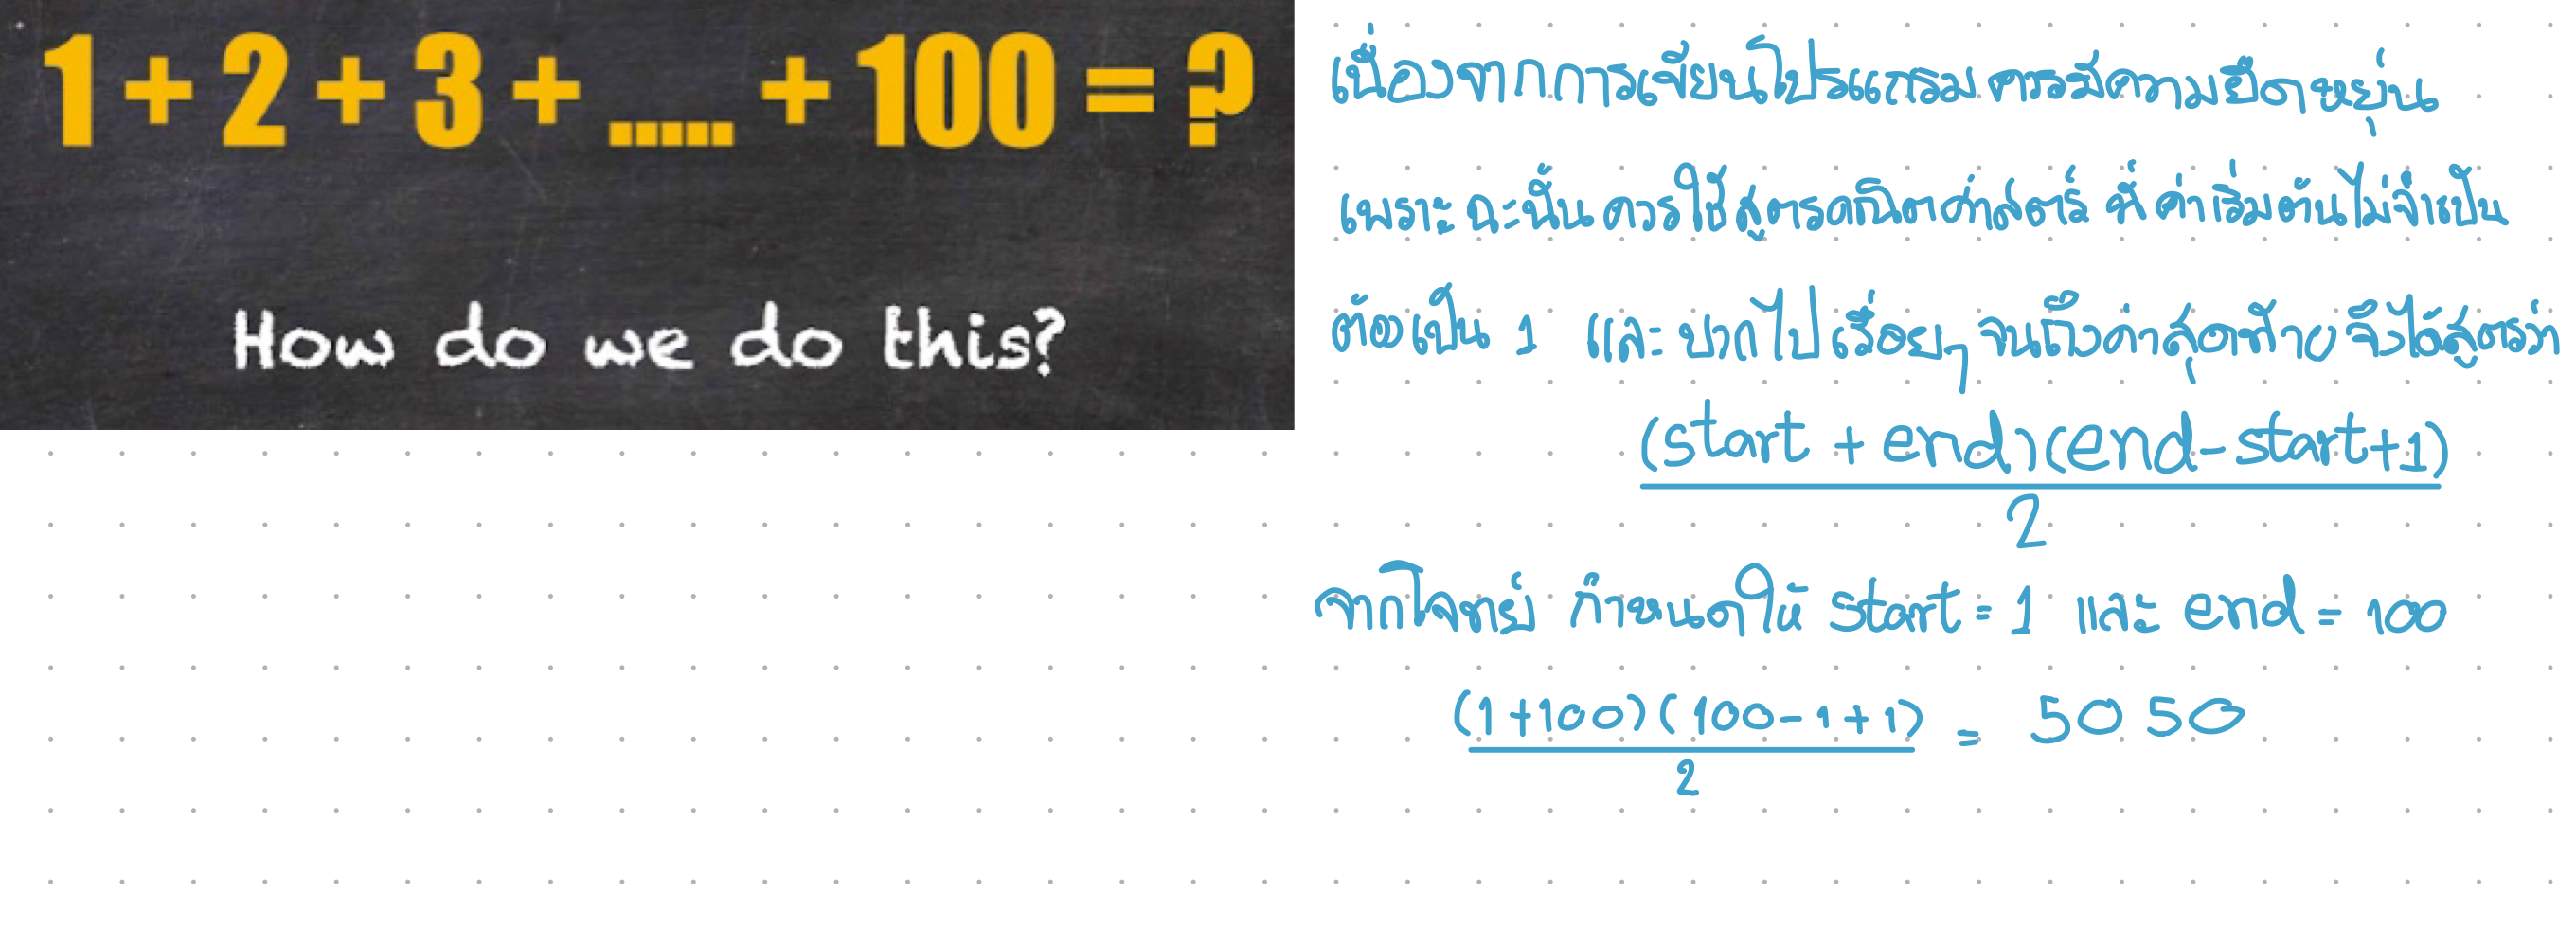 1 + 2 + 3 + ..... + 100 = ?
How do we do this?
เนื่องจากการเขียนโปรแกรม ควรมีความยืดหยุ่น
เพราะฉะนั้น ควรใช้สูตรคณิตศาสตร์ ที่ค่าเริ่มต้นไม่จำเป็น
ต้องเป็น 1 และ บวกไปเรื่อยๆ จนถึงค่าสุดท้าย จึงได้สูตรว่า
(start + end)(end-start+1)
2
จากโจทย์ กำหนดให้ start = 1 และ end = 100
(1+100)(100-1+1) = 5050
2